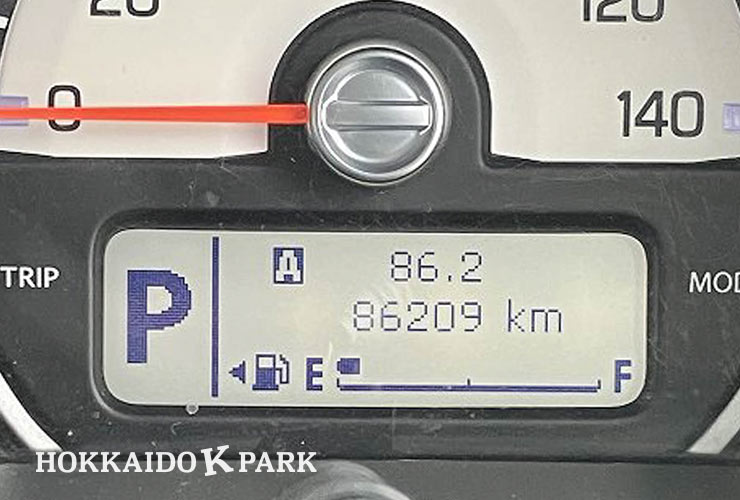 20
120
0
140
TRIP
P
A
86.2
MOD
86209 km
E
F
HOKKAIDO K PARK